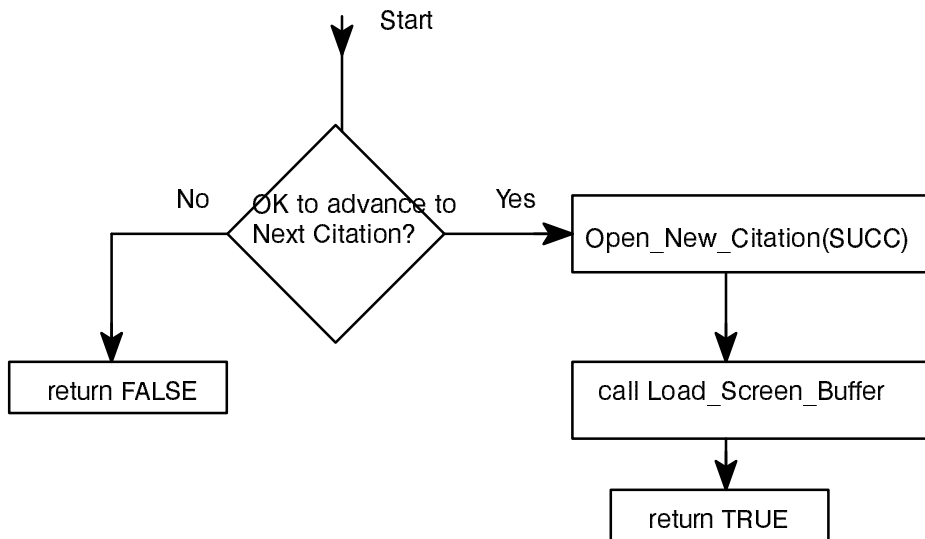 Start
No
OK to advance to
Next Citation?
Yes
Open_New_Citation(SUCC)
return FALSE
call Load_Screen_Buffer
return TRUE